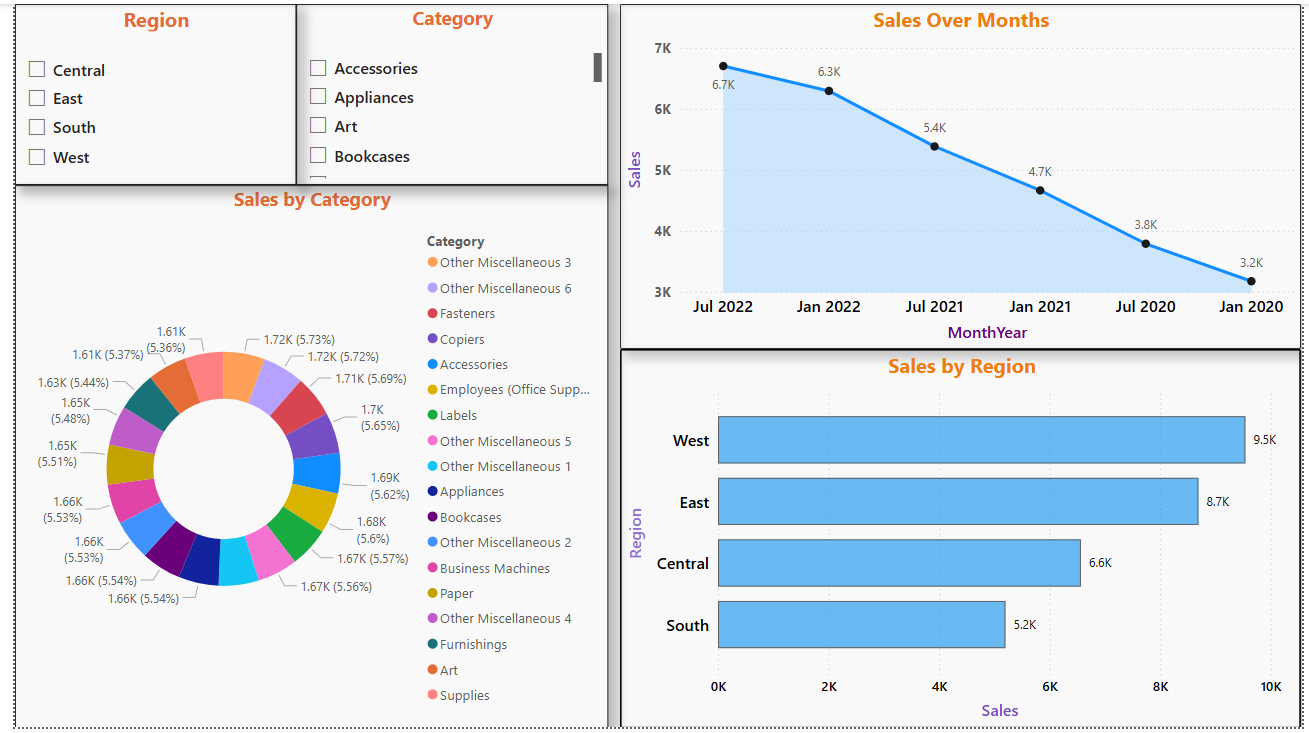 Region
Central
East
South
West
Category
Accessories
Appliances
Art
Bookcases
Sales by Category
Category
Other Miscellaneous 3
Other Miscellaneous 6
Fasteners
Copiers
Accessories
Employees (Office Supp...
Labels
Other Miscellaneous 5
Other Miscellaneous 1
Appliances
Bookcases
Other Miscellaneous 2
Business Machines
Paper
Other Miscellaneous 4
Furnishings
Art
Supplies
1.72K (5.73%)
1.72K (5.72%)
1.71K (5.69%)
1.7K
(5.65%)
1.69K
(5.62%)
1.68K
(5.6%)
1.67K (5.57%)
1.67K (5.56%)
1.66K (5.54%)
1.66K (5.54%)
1.66K
(5.53%)
1.66K
(5.53%)
1.65K
(5.51%)
1.65K
(5.48%)
1.63K (5.44%)
1.61K (5.37%)
1.61K
(5.36%)
Sales Over Months
Sales
7K
6K
5K
4K
3K
6.7K
6.3K
5.4K
4.7K
3.8K
3.2K
Jul 2022 Jan 2022 Jul 2021 Jan 2021 Jul 2020 Jan 2020
MonthYear
Sales by Region
Region
West 9.5K
East 8.7K
Central 6.6K
South 5.2K
0K 2K 4K 6K 8K 10K
Sales